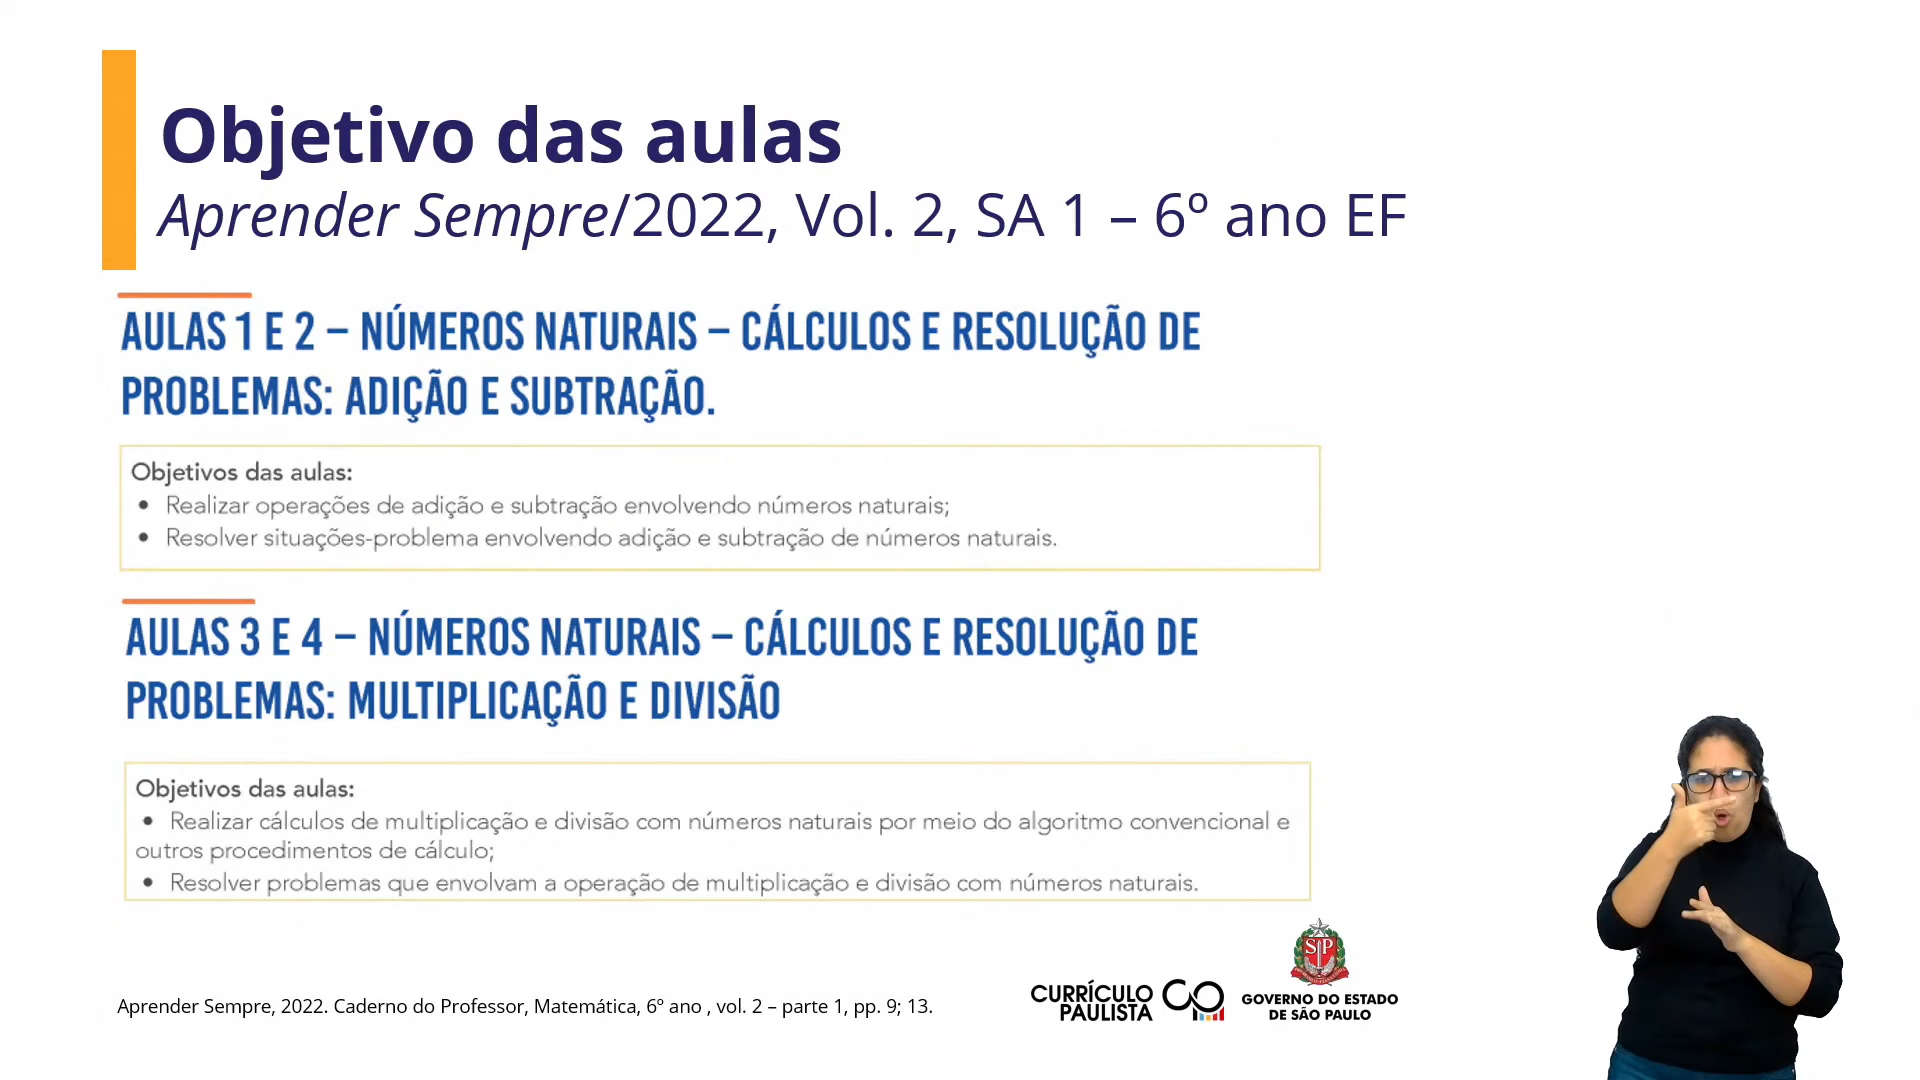 Objetivo das aulas
Aprender Sempre/2022, Vol. 2, SA 1 – 6º ano EF
AULAS 1 E 2 – NÚMEROS NATURAIS – CÁLCULOS E RESOLUÇÃO DE
PROBLEMAS: ADIÇÃO E SUBTRAÇÃO.
Objetivos das aulas:
• Realizar operações de adição e subtração envolvendo números naturais;
• Resolver situações-problema envolvendo adição e subtração de números naturais.
AULAS 3 E 4 – NÚMEROS NATURAIS – CÁLCULOS E RESOLUÇÃO DE
PROBLEMAS: MULTIPLICAÇÃO E DIVISÃO
Objetivos das aulas:
• Realizar cálculos de multiplicação e divisão com números naturais por meio do algoritmo convencional e
outros procedimentos de cálculo;
• Resolver problemas que envolvam a operação de multiplicação e divisão com números naturais.
Aprender Sempre, 2022. Caderno do Professor, Matemática, 6º ano , vol. 2 – parte 1, pp. 9; 13.
CURRÍCULO
PAULISTA
SP
GOVERNO DO ESTADO
DE SÃO PAULO